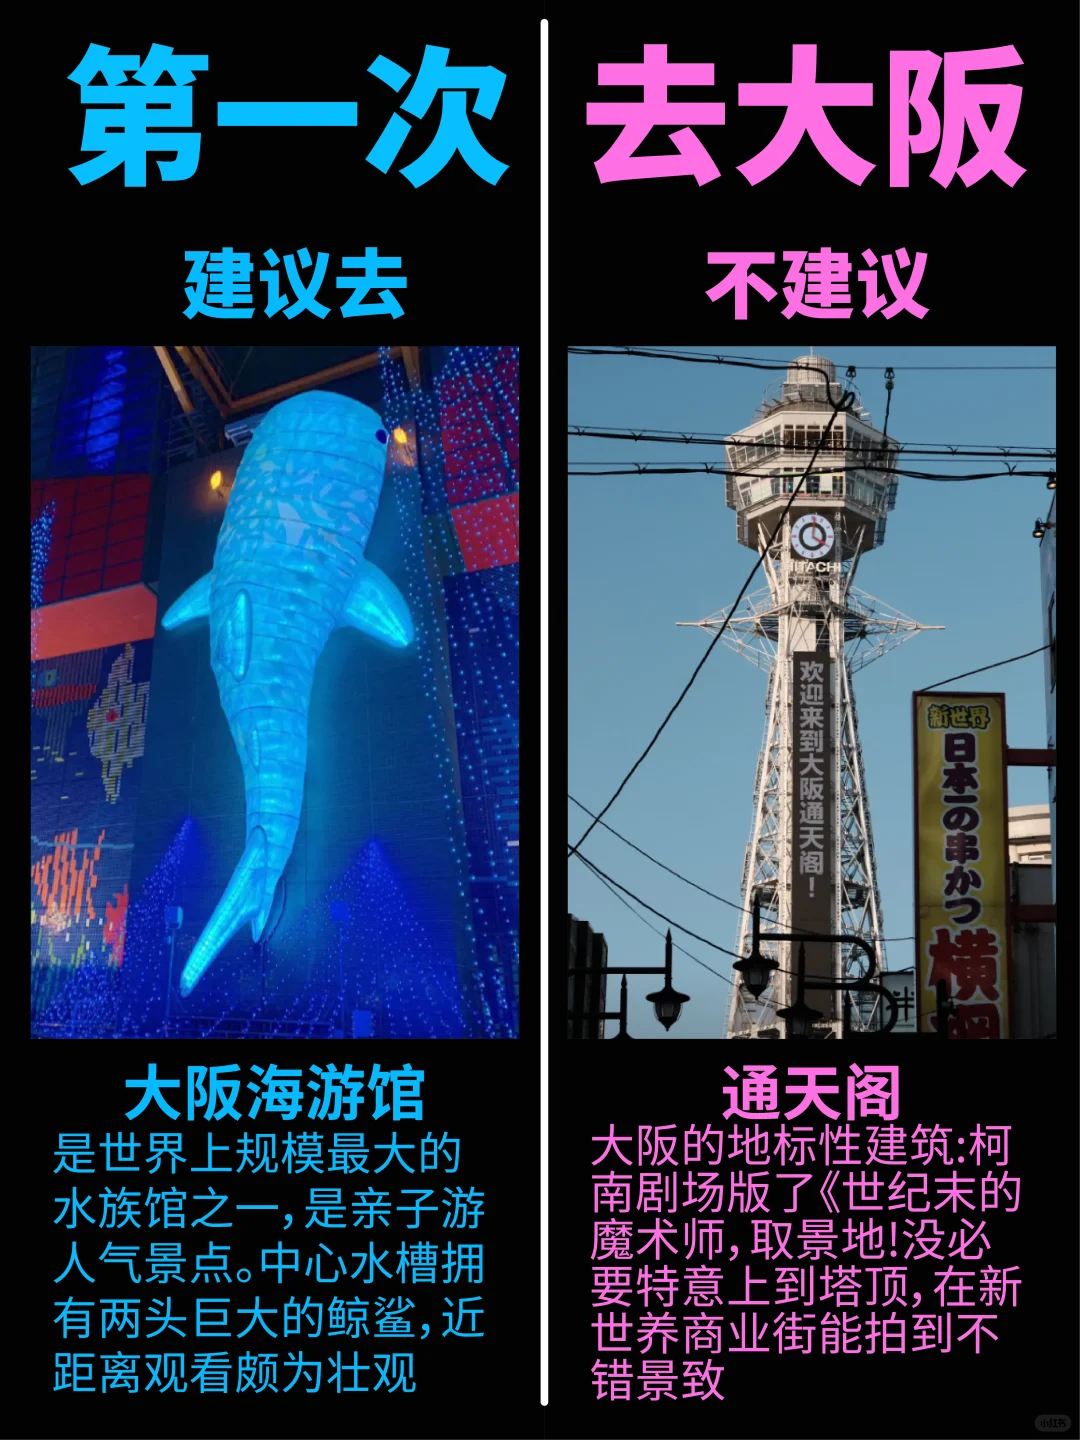 第一次
去大阪
建议去
不建议
HITACHI
欢迎来到大阪通天阁！
新世界
日本一の串かつ
横綱
大阪海游馆
是世界上规模最大的
水族馆之一，是亲子游
人气景点。中心水槽拥
有两头巨大的鲸鲨，近
距离观看颇为壮观
通天阁
大阪的地标性建筑:柯
南剧场版了《世纪末的
魔术师，取景地!没必
要特意上到塔顶，在新
世养商业街能拍到不
错景致
小红书